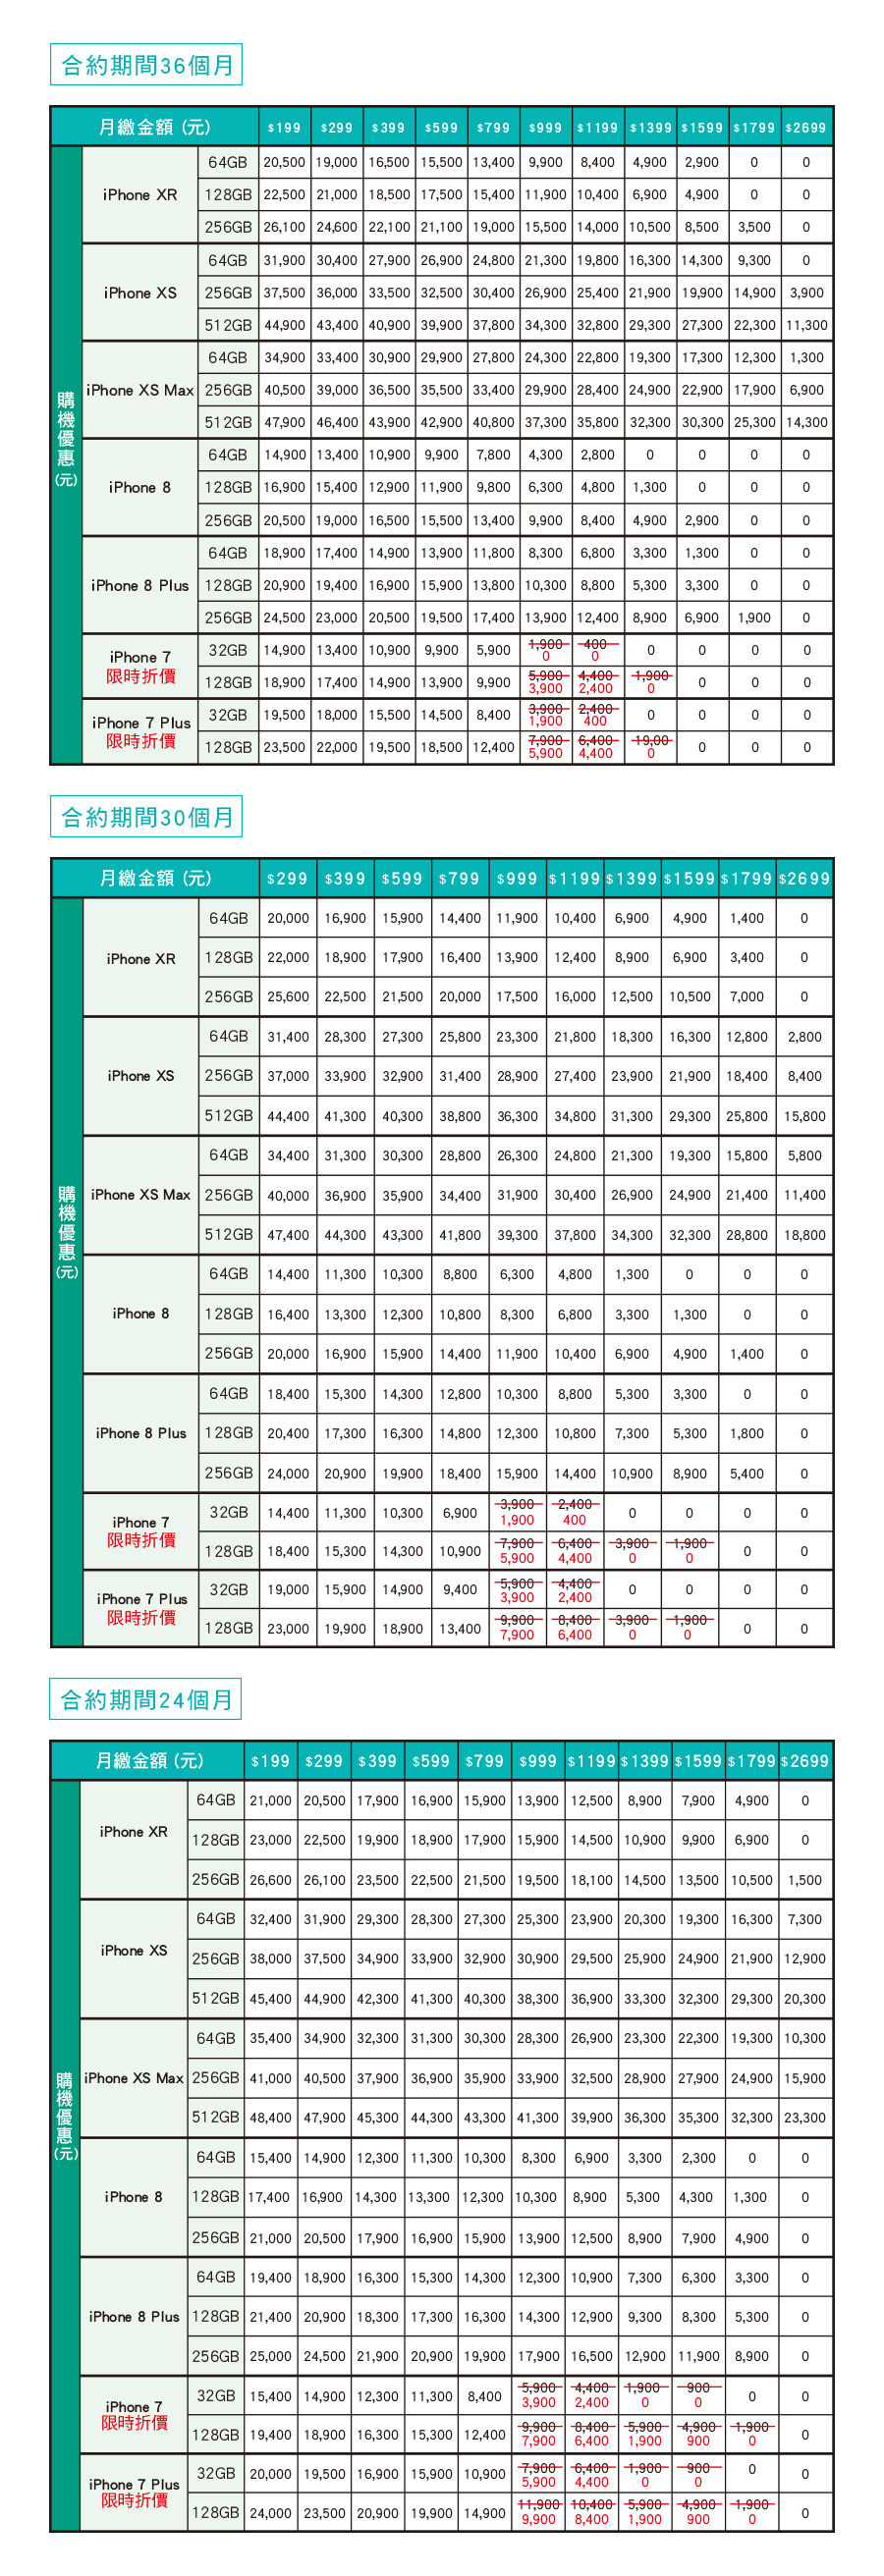 合約期間36個月
月繳金額 (元) $199 $299 $399 $599 $799 $999 $1199 $1399 $1599 $1799 $2699
購機優惠(元)
iPhone XR
64GB 20,500 19,000 16,500 15,500 13,400 9,900 8,400 4,900 2,900 0 0
128GB 22,500 21,000 18,500 17,500 15,400 11,900 10,400 6,900 4,900 0 0
256GB 26,100 24,600 22,100 21,100 19,000 15,500 14,000 10,500 8,500 3,500 0
iPhone XS
64GB 31,900 30,400 27,900 26,900 24,800 21,300 19,800 16,300 14,300 9,300 0
256GB 37,500 36,000 33,500 32,500 30,400 26,900 25,400 21,900 19,900 14,900 3,900
512GB 44,900 43,400 40,900 39,900 37,800 34,300 32,800 29,300 27,300 22,300 11,300
iPhone XS Max
64GB 34,900 33,400 30,900 29,900 27,800 24,300 22,800 19,300 17,300 12,300 1,300
256GB 40,500 39,000 36,500 35,500 33,400 29,900 28,400 24,900 22,900 17,900 6,900
512GB 47,900 46,400 43,900 42,900 40,800 37,300 35,800 32,300 30,300 25,300 14,300
iPhone 8
64GB 14,900 13,400 10,900 9,900 7,800 4,300 2,800 0 0 0 0
128GB 16,900 15,400 12,900 11,900 9,800 6,300 4,800 1,300 0 0 0
256GB 20,500 19,000 16,500 15,500 13,400 9,900 8,400 4,900 2,900 0 0
iPhone 8 Plus
64GB 18,900 17,400 14,900 13,900 11,800 8,300 6,800 3,300 1,300 0 0
128GB 20,900 19,400 16,900 15,900 13,800 10,300 8,800 5,300 3,300 0 0
256GB 24,500 23,000 20,500 19,500 17,400 13,900 12,400 8,900 6,900 1,900 0
iPhone 7
限時折價
32GB 14,900 13,400 10,900 9,900 5,900 1,900 0 400 0 0 0 0 0
128GB 18,900 17,400 14,900 13,900 9,900 5,900 3,900 4,400 2,400 1,900 0 0 0 0
iPhone 7 Plus
限時折價
32GB 19,500 18,000 15,500 14,500 8,400 3,900 1,900 2,400 400 0 0 0 0
128GB 23,500 22,000 19,500 18,500 12,400 7,900 5,900 6,400 4,400 19,00 0 0 0 0
合約期間30個月
月繳金額 (元) $299 $399 $599 $799 $999 $1199 $1399 $1599 $1799 $2699
購機優惠(元)
iPhone XR
64GB 20,000 16,900 15,900 14,400 11,900 10,400 6,900 4,900 1,400 0
128GB 22,000 18,900 17,900 16,400 13,900 12,400 8,900 6,900 3,400 0
256GB 25,600 22,500 21,500 20,000 17,500 16,000 12,500 10,500 7,000 0
iPhone XS
64GB 31,400 28,300 27,300 25,800 23,300 21,800 18,300 16,300 12,800 2,800
256GB 37,000 33,900 32,900 31,400 28,900 27,400 23,900 21,900 18,400 8,400
512GB 44,400 41,300 40,300 38,800 36,300 34,800 31,300 29,300 25,800 15,800
iPhone XS Max
64GB 34,400 31,300 30,300 28,800 26,300 24,800 21,300 19,300 15,800 5,800
256GB 40,000 36,900 35,900 34,400 31,900 30,400 26,900 24,900 21,400 11,400
512GB 47,400 44,300 43,300 41,800 39,300 37,800 34,300 32,300 28,800 18,800
iPhone 8
64GB 14,400 11,300 10,300 8,800 6,300 4,800 1,300 0 0 0
128GB 16,400 13,300 12,300 10,800 8,300 6,800 3,300 1,300 0 0
256GB 20,000 16,900 15,900 14,400 11,900 10,400 6,900 4,900 1,400 0
iPhone 8 Plus
64GB 18,400 15,300 14,300 12,800 10,300 8,800 5,300 3,300 0 0
128GB 20,400 17,300 16,300 14,800 12,300 10,800 7,300 5,300 1,800 0
256GB 24,000 20,900 19,900 18,400 15,900 14,400 10,900 8,900 5,400 0
iPhone 7
限時折價
32GB 14,400 11,300 10,300 6,900 3,900 1,900 2,400 400 0 0 0 0
128GB 18,400 15,300 14,300 10,900 7,900 5,900 6,400 4,400 3,900 0 1,900 0 0 0
iPhone 7 Plus
限時折價
32GB 19,000 15,900 14,900 9,400 5,900 3,900 4,400 2,400 0 0 0 0
128GB 23,000 19,900 18,900 13,400 9,900 7,900 8,400 6,400 3,900 0 1,900 0 0 0
合約期間24個月
月繳金額 (元) $199 $299 $399 $599 $799 $999 $1199 $1399 $1599 $1799 $2699
購機優惠(元)
iPhone XR
64GB 21,000 20,500 17,900 16,900 15,900 13,900 12,500 8,900 7,900 4,900 0
128GB 23,000 22,500 19,900 18,900 17,900 15,900 14,500 10,900 9,900 6,900 0
256GB 26,600 26,100 23,500 22,500 21,500 19,500 18,100 14,500 13,500 10,500 1,500
iPhone XS
64GB 32,400 31,900 29,300 28,300 27,300 25,300 23,900 20,300 19,300 16,300 7,300
256GB 38,000 37,500 34,900 33,900 32,900 30,900 29,500 25,900 24,900 21,900 12,900
512GB 45,400 44,900 42,300 41,300 40,300 38,300 36,900 33,300 32,300 29,300 20,300
iPhone XS Max
64GB 35,400 34,900 32,300 31,300 30,300 28,300 26,900 23,300 22,300 19,300 10,300
256GB 41,000 40,500 37,900 36,900 35,900 33,900 32,500 28,900 27,900 24,900 15,900
512GB 48,400 47,900 45,300 44,300 43,300 41,300 39,900 36,300 35,300 32,300 23,300
iPhone 8
64GB 15,400 14,900 12,300 11,300 10,300 8,300 6,900 3,300 2,300 0 0
128GB 17,400 16,900 14,300 13,300 12,300 10,300 8,900 5,300 4,300 1,300 0
256GB 21,000 20,500 17,900 16,900 15,900 13,900 12,500 8,900 7,900 4,900 0
iPhone 8 Plus
64GB 19,400 18,900 16,300 15,300 14,300 12,300 10,900 7,300 6,300 3,300 0
128GB 21,400 20,900 18,300 17,300 16,300 14,300 12,900 9,300 8,300 5,300 0
256GB 25,000 24,500 21,900 20,900 19,900 17,900 16,500 12,900 11,900 8,900 0
iPhone 7
限時折價
32GB 15,400 14,900 12,300 11,300 8,400 5,900 3,900 4,400 2,400 1,900 0 900 0 0 0
128GB 19,400 18,900 16,300 15,300 12,400 9,900 7,900 8,400 6,400 5,900 1,900 4,900 900 1,900 0 0
iPhone 7 Plus
限時折價
32GB 20,000 19,500 16,900 15,900 10,900 7,900 5,900 6,400 4,400 1,900 0 900 0 0 0
128GB 24,000 23,500 20,900 19,900 14,900 11,900 9,900 10,400 8,400 5,900 1,900 4,900 900 1,900 0 0